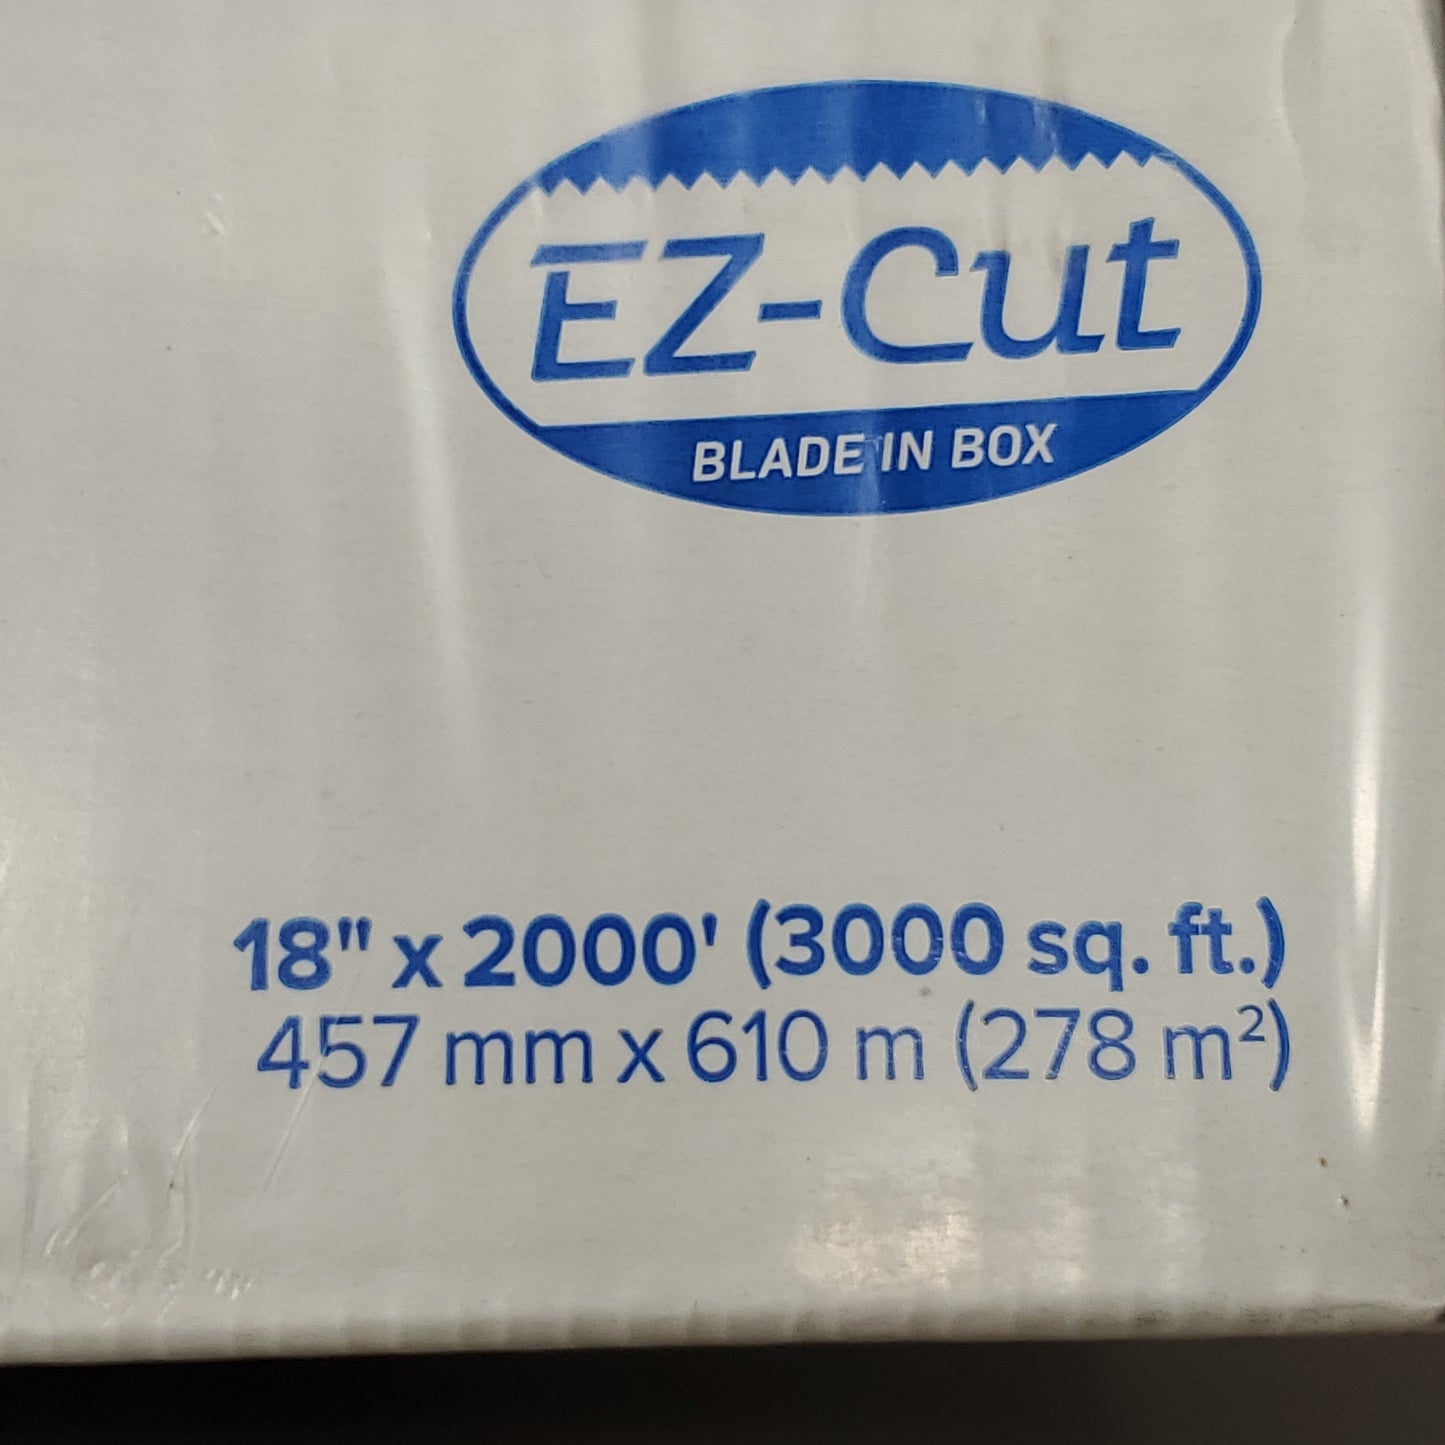 EZ-Cut
BLADE IN BOX
18" x 2000' (3000 sq. ft.)
457 mm x 610 m (278 m²)